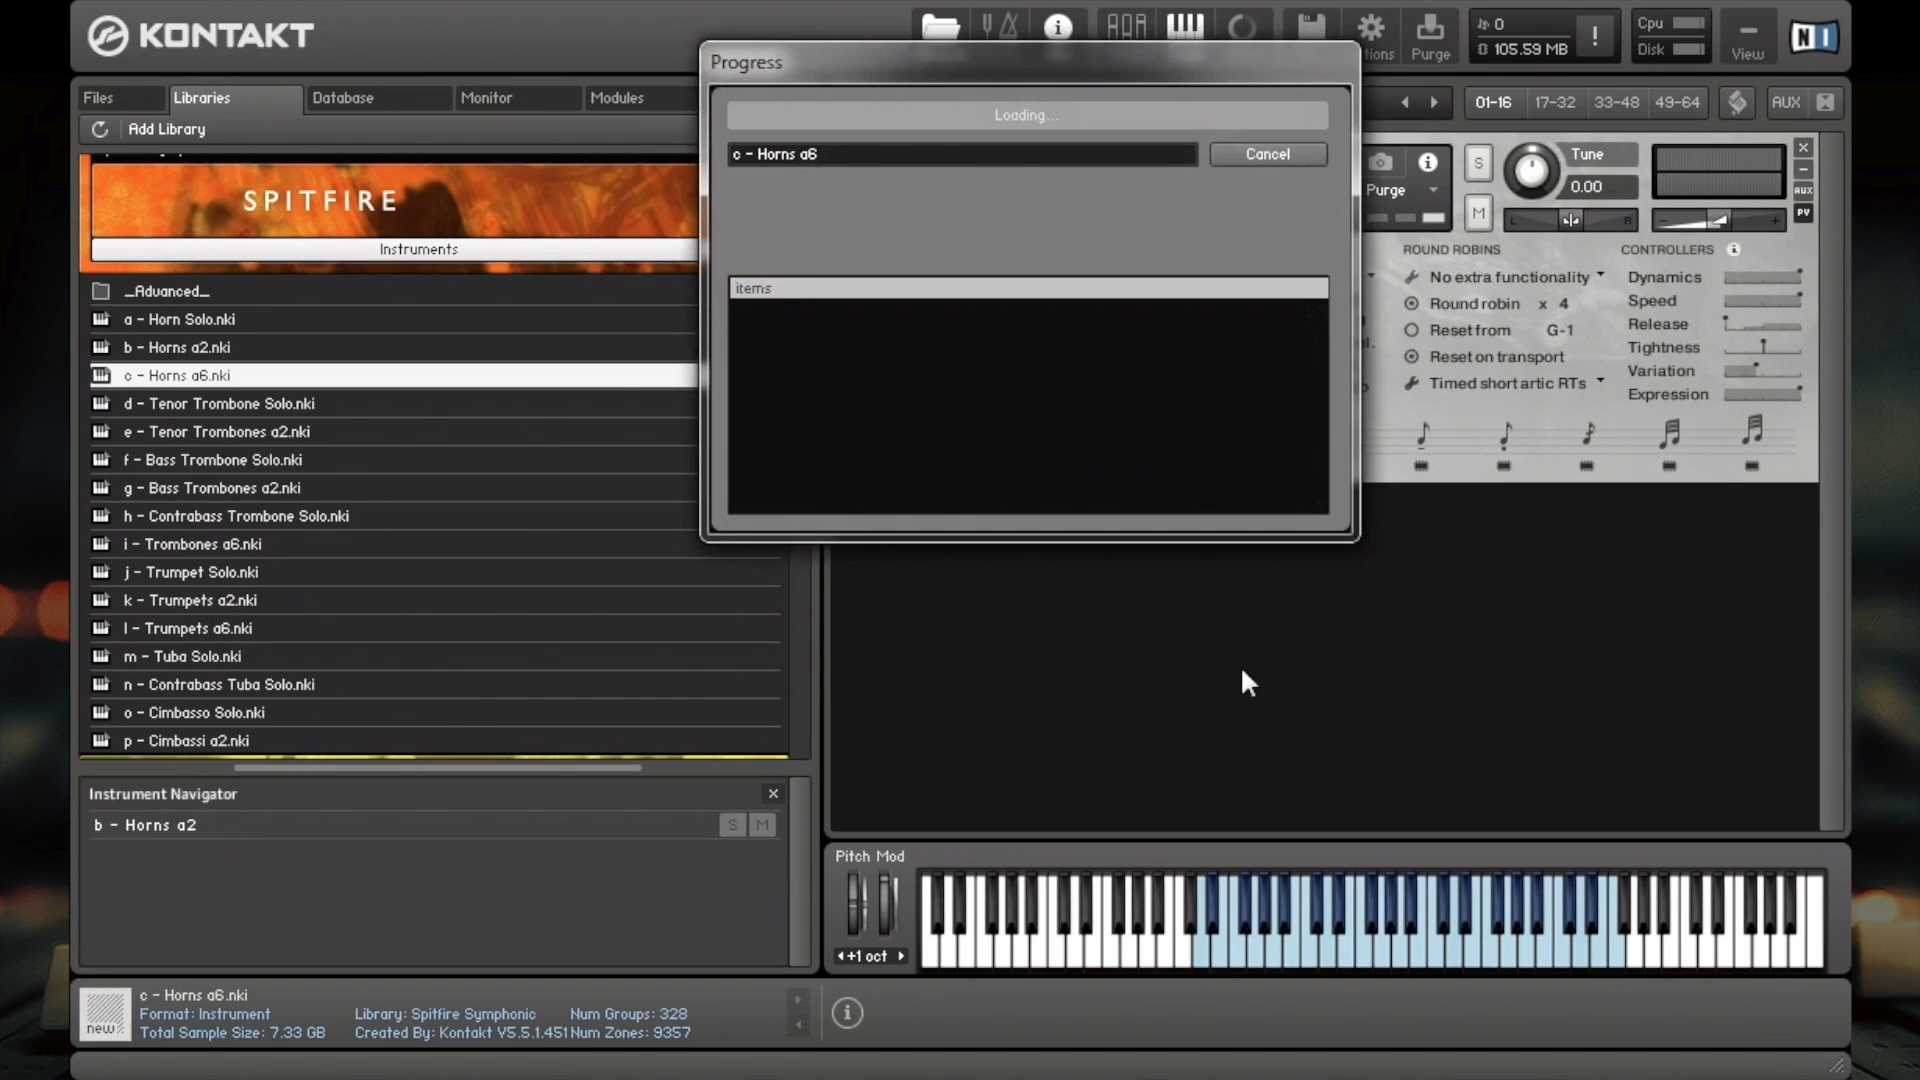 KONTAKT
Purge
0
105.59 MB
!
Cpu
Disk
View
NI
Progress
Loading...
c - Horns a6
Cancel
items
Files
Libraries
Database
Monitor
Modules
Add Library
SPITFIRE
Instruments
_Advanced_
a - Horn Solo.nki
b - Horns a2.nki
c - Horns a6.nki
d - Tenor Trombone Solo.nki
e - Tenor Trombones a2.nki
f - Bass Trombone Solo.nki
g - Bass Trombones a2.nki
h - Contrabass Trombone Solo.nki
i - Trombones a6.nki
j - Trumpet Solo.nki
k - Trumpets a2.nki
l - Trumpets a6.nki
m - Tuba Solo.nki
n - Contrabass Tuba Solo.nki
o - Cimbasso Solo.nki
p - Cimbassi a2.nki
01-16 17-32 33-48 49-64 AUX
Purge
S
M
Tune
0.00
L R
- +
AUX
PV
ROUND ROBINS
No extra functionality
Round robin x 4
Reset from G-1
Reset on transport
Timed short artic RTs
CONTROLLERS
Dynamics
Speed
Release
Tightness
Variation
Expression
Instrument Navigator
b - Horns a2 S M
Pitch Mod
+1 oct
new
c - Horns a6.nki
Format: Instrument Library: Spitfire Symphonic Num Groups: 328
Total Sample Size: 7.33 GB Created By: Kontakt V5.5.1.451 Num Zones: 9357